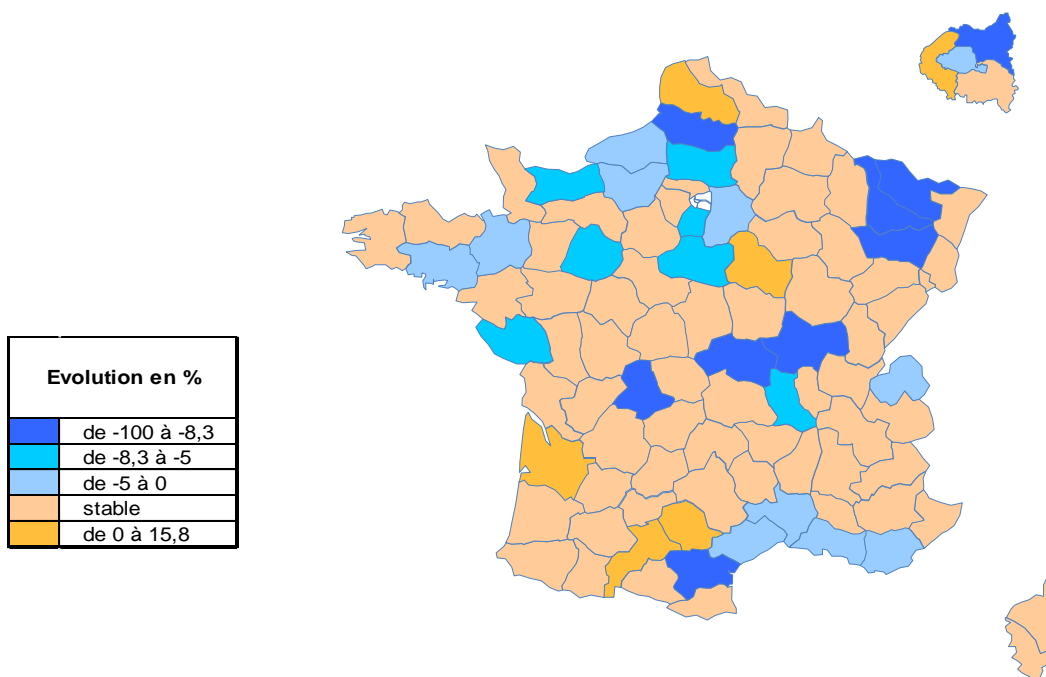 Evolution en %
de -100 à -8,3
de -8,3 à -5
de -5 à 0
stable
de 0 à 15,8